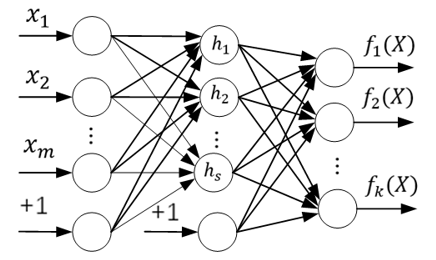 x₁
x₂
⋮
xₘ
+1
h₁
h₂
⋮
hₛ
+1
f₁(X)
f₂(X)
⋮
fₖ(X)